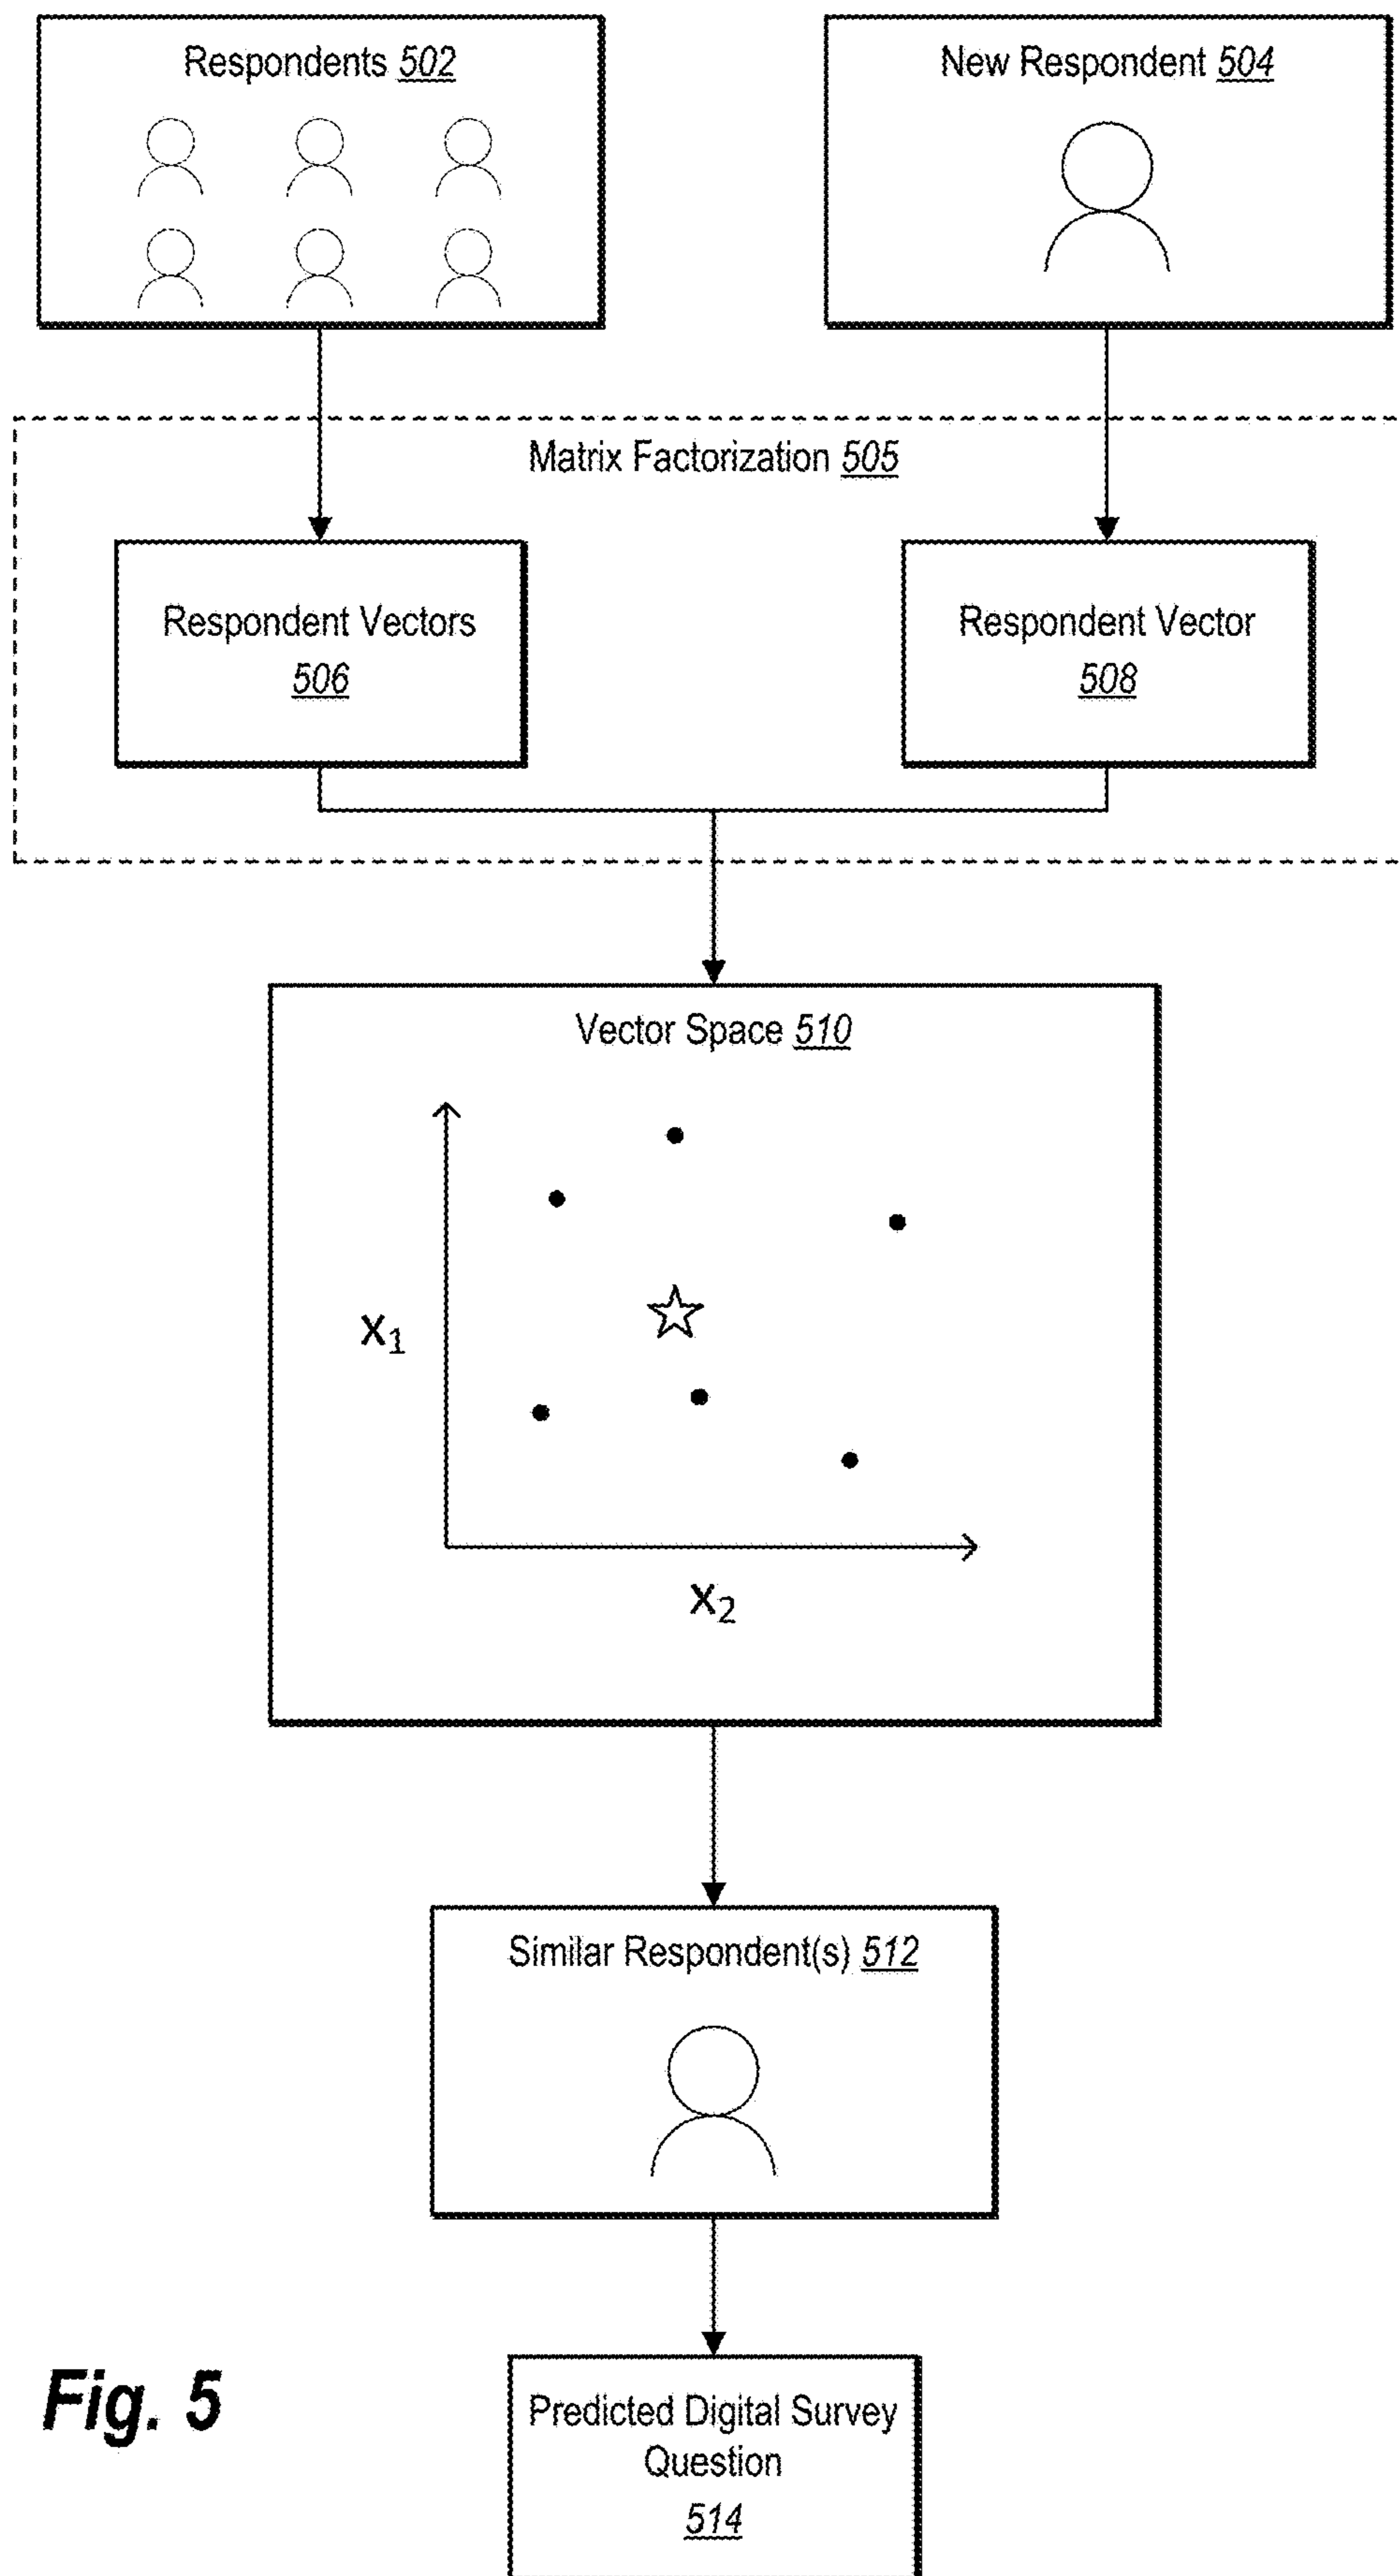 Respondents 502
New Respondent 504
Matrix Factorization 505
Respondent Vectors
506
Respondent Vector
508
Vector Space 510
X₁
X₂
Similar Respondent(s) 512
Predicted Digital Survey
Question
514
Fig. 5